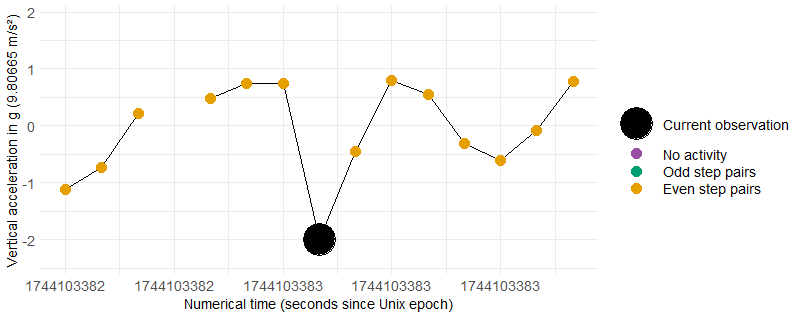 Vertical acceleration in g (9.80665 m/s²)
2
1
0
-1
-2
1744103382
1744103382
1744103383
1744103383
1744103383
Numerical time (seconds since Unix epoch)
Current observation
No activity
Odd step pairs
Even step pairs